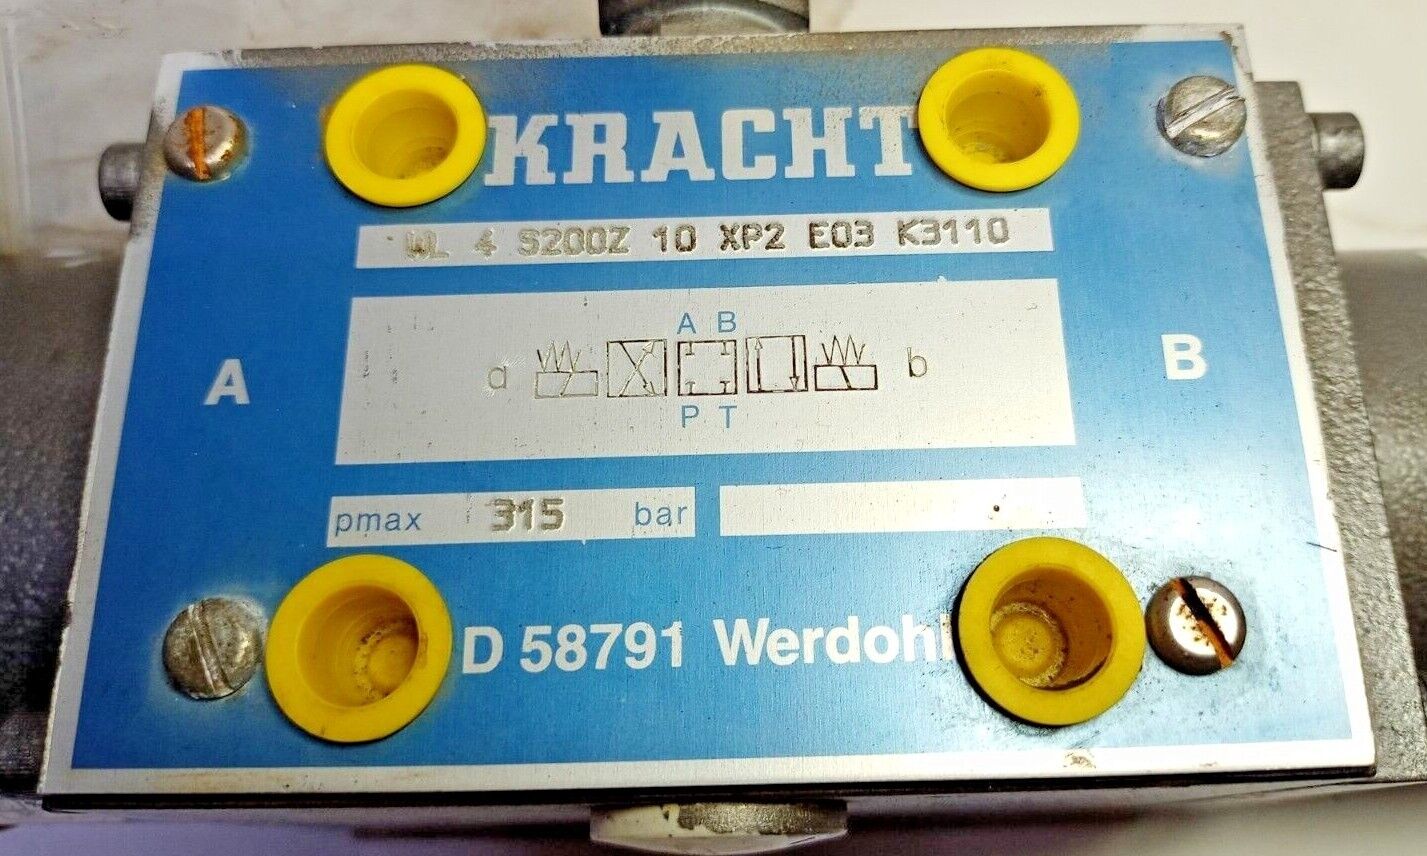 KRACHT
WL 4 S200Z 10 XP2 E03 K3110
A B
a b
P T
A B
pmax 315 bar
D 58791 Werdohl